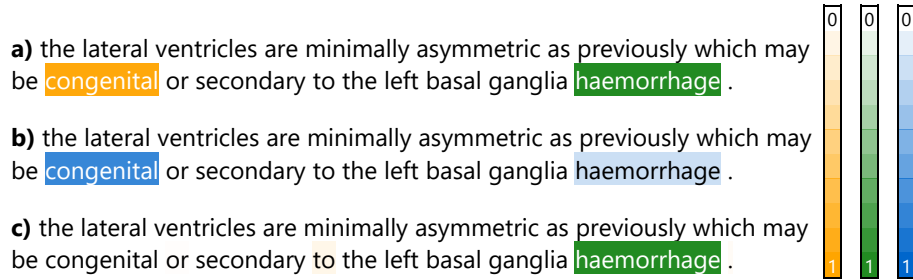 0 0 0
a) the lateral ventricles are minimally asymmetric as previously which may
be congenital or secondary to the left basal ganglia haemorrhage .
b) the lateral ventricles are minimally asymmetric as previously which may
be congenital or secondary to the left basal ganglia haemorrhage .
c) the lateral ventricles are minimally asymmetric as previously which may
be congenital or secondary to the left basal ganglia haemorrhage .
1 1 1